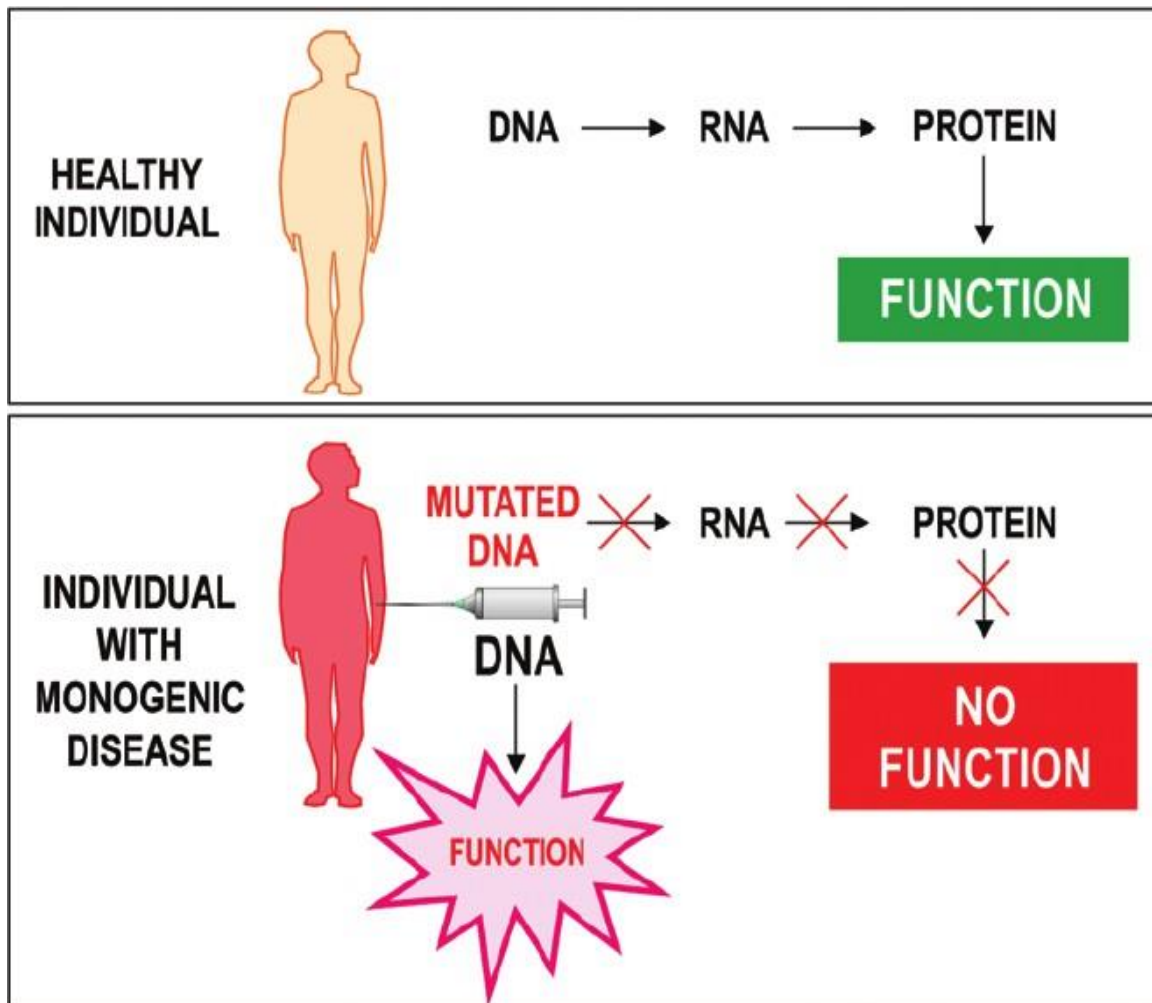 HEALTHY
INDIVIDUAL
DNA RNA PROTEIN
FUNCTION
INDIVIDUAL
WITH
MONOGENIC
DISEASE
MUTATED
DNA
RNA PROTEIN
DNA
FUNCTION
NO
FUNCTION